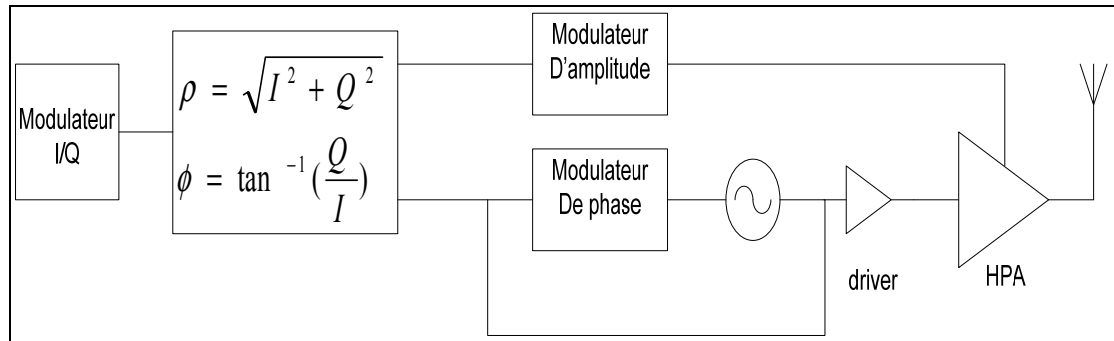 Modulateur
I/Q
ρ = √(I² + Q²)
ϕ = tan ⁻¹(Q/I)
Modulateur
D'amplitude
Modulateur
De phase
driver
HPA